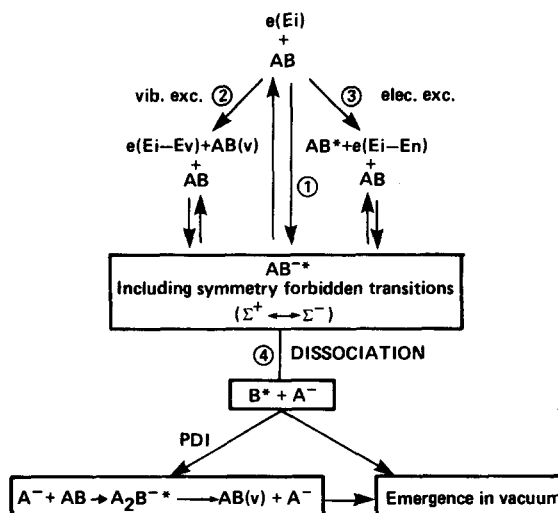 e(Ei)
+
AB
vib. exc. ②
③ elec. exc.
e(Ei–Ev)+AB(v)
+
AB
AB*+e(Ei–En)
+
AB
①
AB⁻*
Including symmetry forbidden transitions
(Σ⁺ ↔ Σ⁻)
④ DISSOCIATION
B* + A⁻
PDI
A⁻ + AB → A₂B⁻* → AB(v) + A⁻
Emergence in vacuum